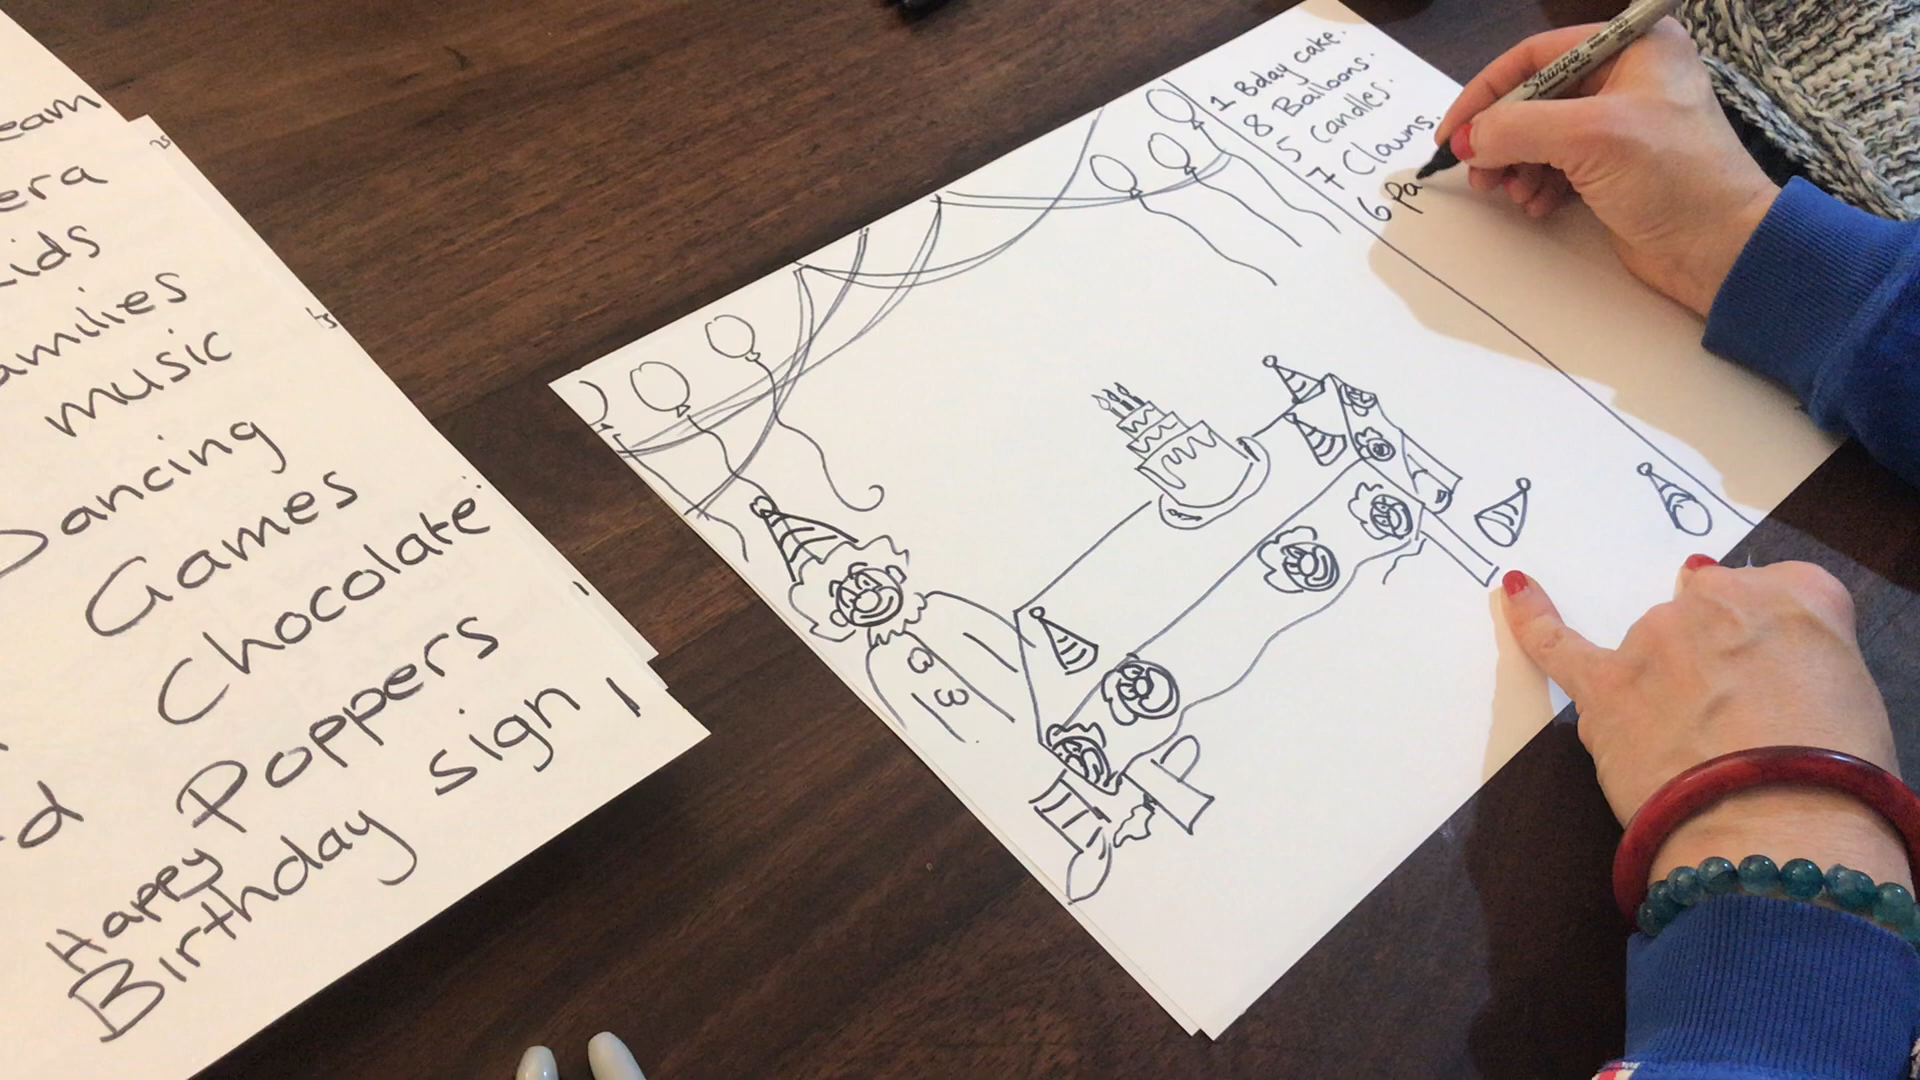 eam
era
ids
amilies
music
Dancing
Games
Chocolate
d Poppers
Happy
Birthday sign
1 Bday cake.
8 Balloons.
5 Candles.
7 Clowns.
6 Pa
Sharpie